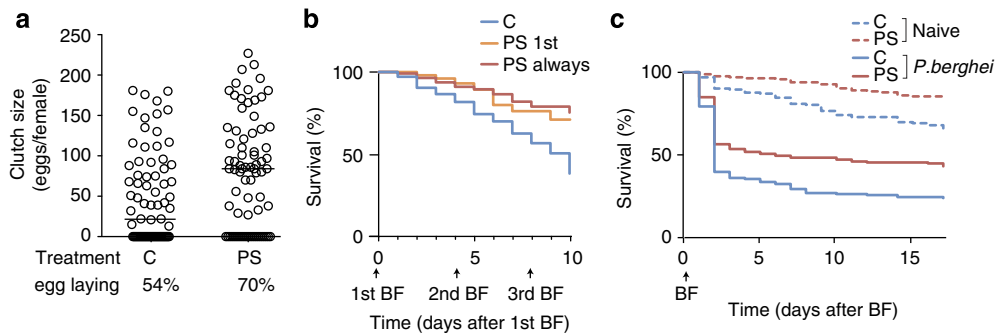 a
250
200
150
100
50
0
Clutch size
(eggs/female)
Treatment C PS
egg laying 54% 70%
b
C
PS 1st
PS always
100
50
0
Survival (%)
0 5 10
1st BF 2nd BF 3rd BF
Time (days after 1st BF)
c
C
PS
Naive
C
PS
P.berghei
100
50
0
Survival (%)
0 5 10 15
BF
Time (days after BF)